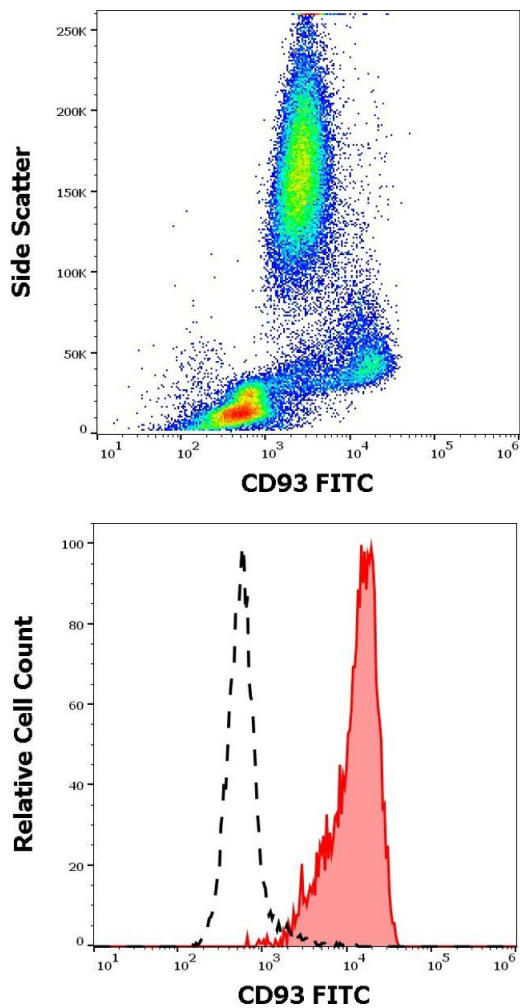 250K
200K
150K
100K
50K
0
Side Scatter
10¹ 10² 10³ 10⁴ 10⁵ 10⁶
CD93 FITC
100
80
60
40
20
0
Relative Cell Count
10¹ 10² 10³ 10⁴ 10⁵ 10⁶
CD93 FITC